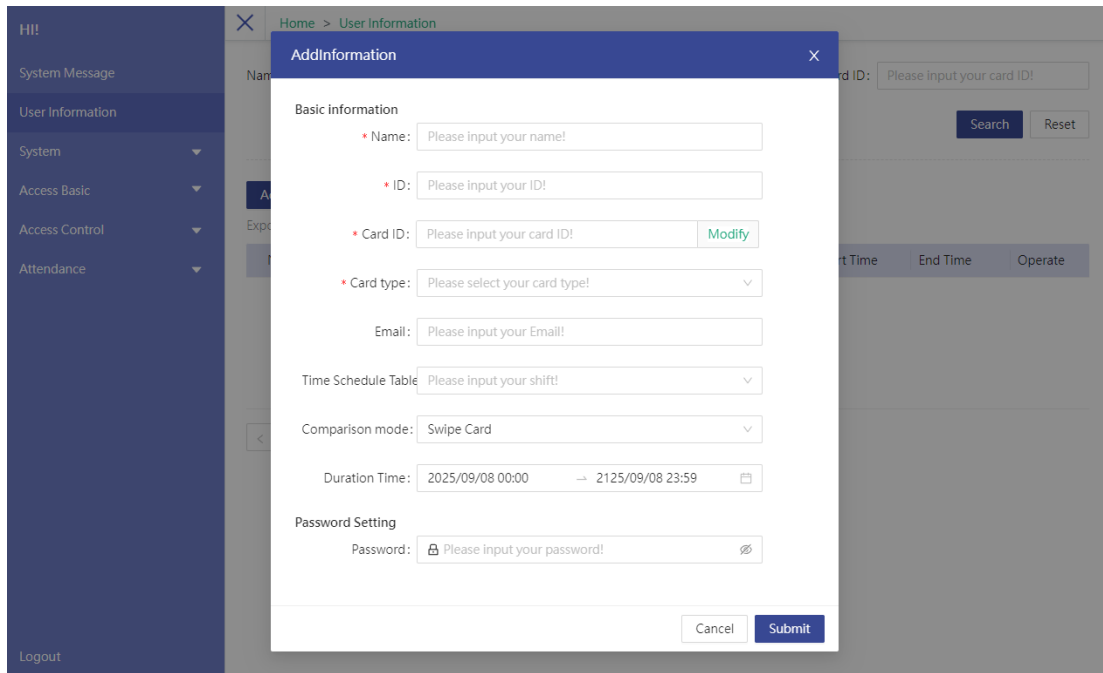 HI!
Home > User Information
AddInformation
System Message
User Information
System
Access Basic
Access Control
Attendance
Logout
ID:
Please input your card ID!
Search
Reset
Time
End Time
Operate
Basic information
* Name:
Please input your name!
* ID:
Please input your ID!
* Card ID:
Please input your card ID!
Modify
* Card type:
Please select your card type!
Email:
Please input your Email!
Time Schedule Table
Please input your shift!
Comparison mode:
Swipe Card
Duration Time:
2025/09/08 00:00 → 2125/09/08 23:59
Password Setting
Password:
Please input your password!
Cancel
Submit